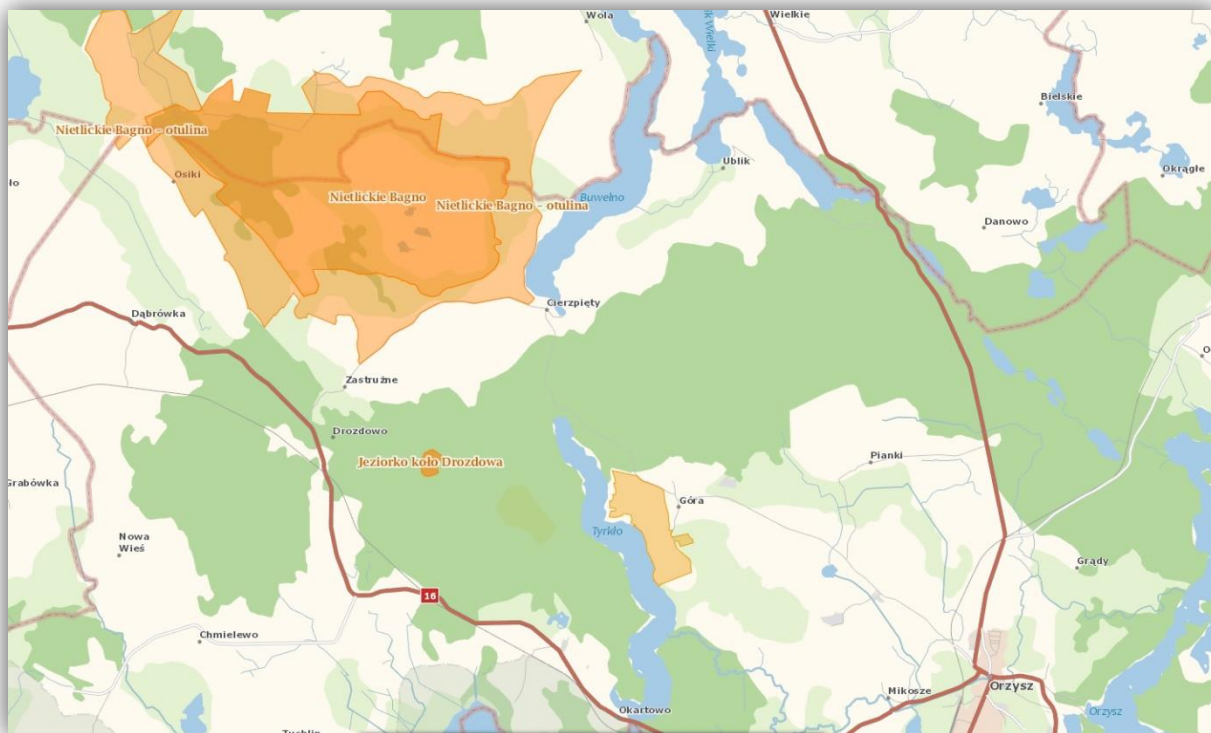 Wola
Wielkie
Bielskie
Nietlickie Bagno – otulina
Ublik
Okrągłe
Osiki
Nietlickie Bagno
Nietlickie Bagno – otulina
Buwełno
Danowo
Cierzpięty
Dąbrówka
Zastrużne
Drozdowo
Jeziorko koło Drozdowa
Pianki
Grabówka
Góra
Nowa
Wieś
Tyrkło
Grądy
16
Chmielewo
Orzysz
Mikosze
Okartowo
Orzysz